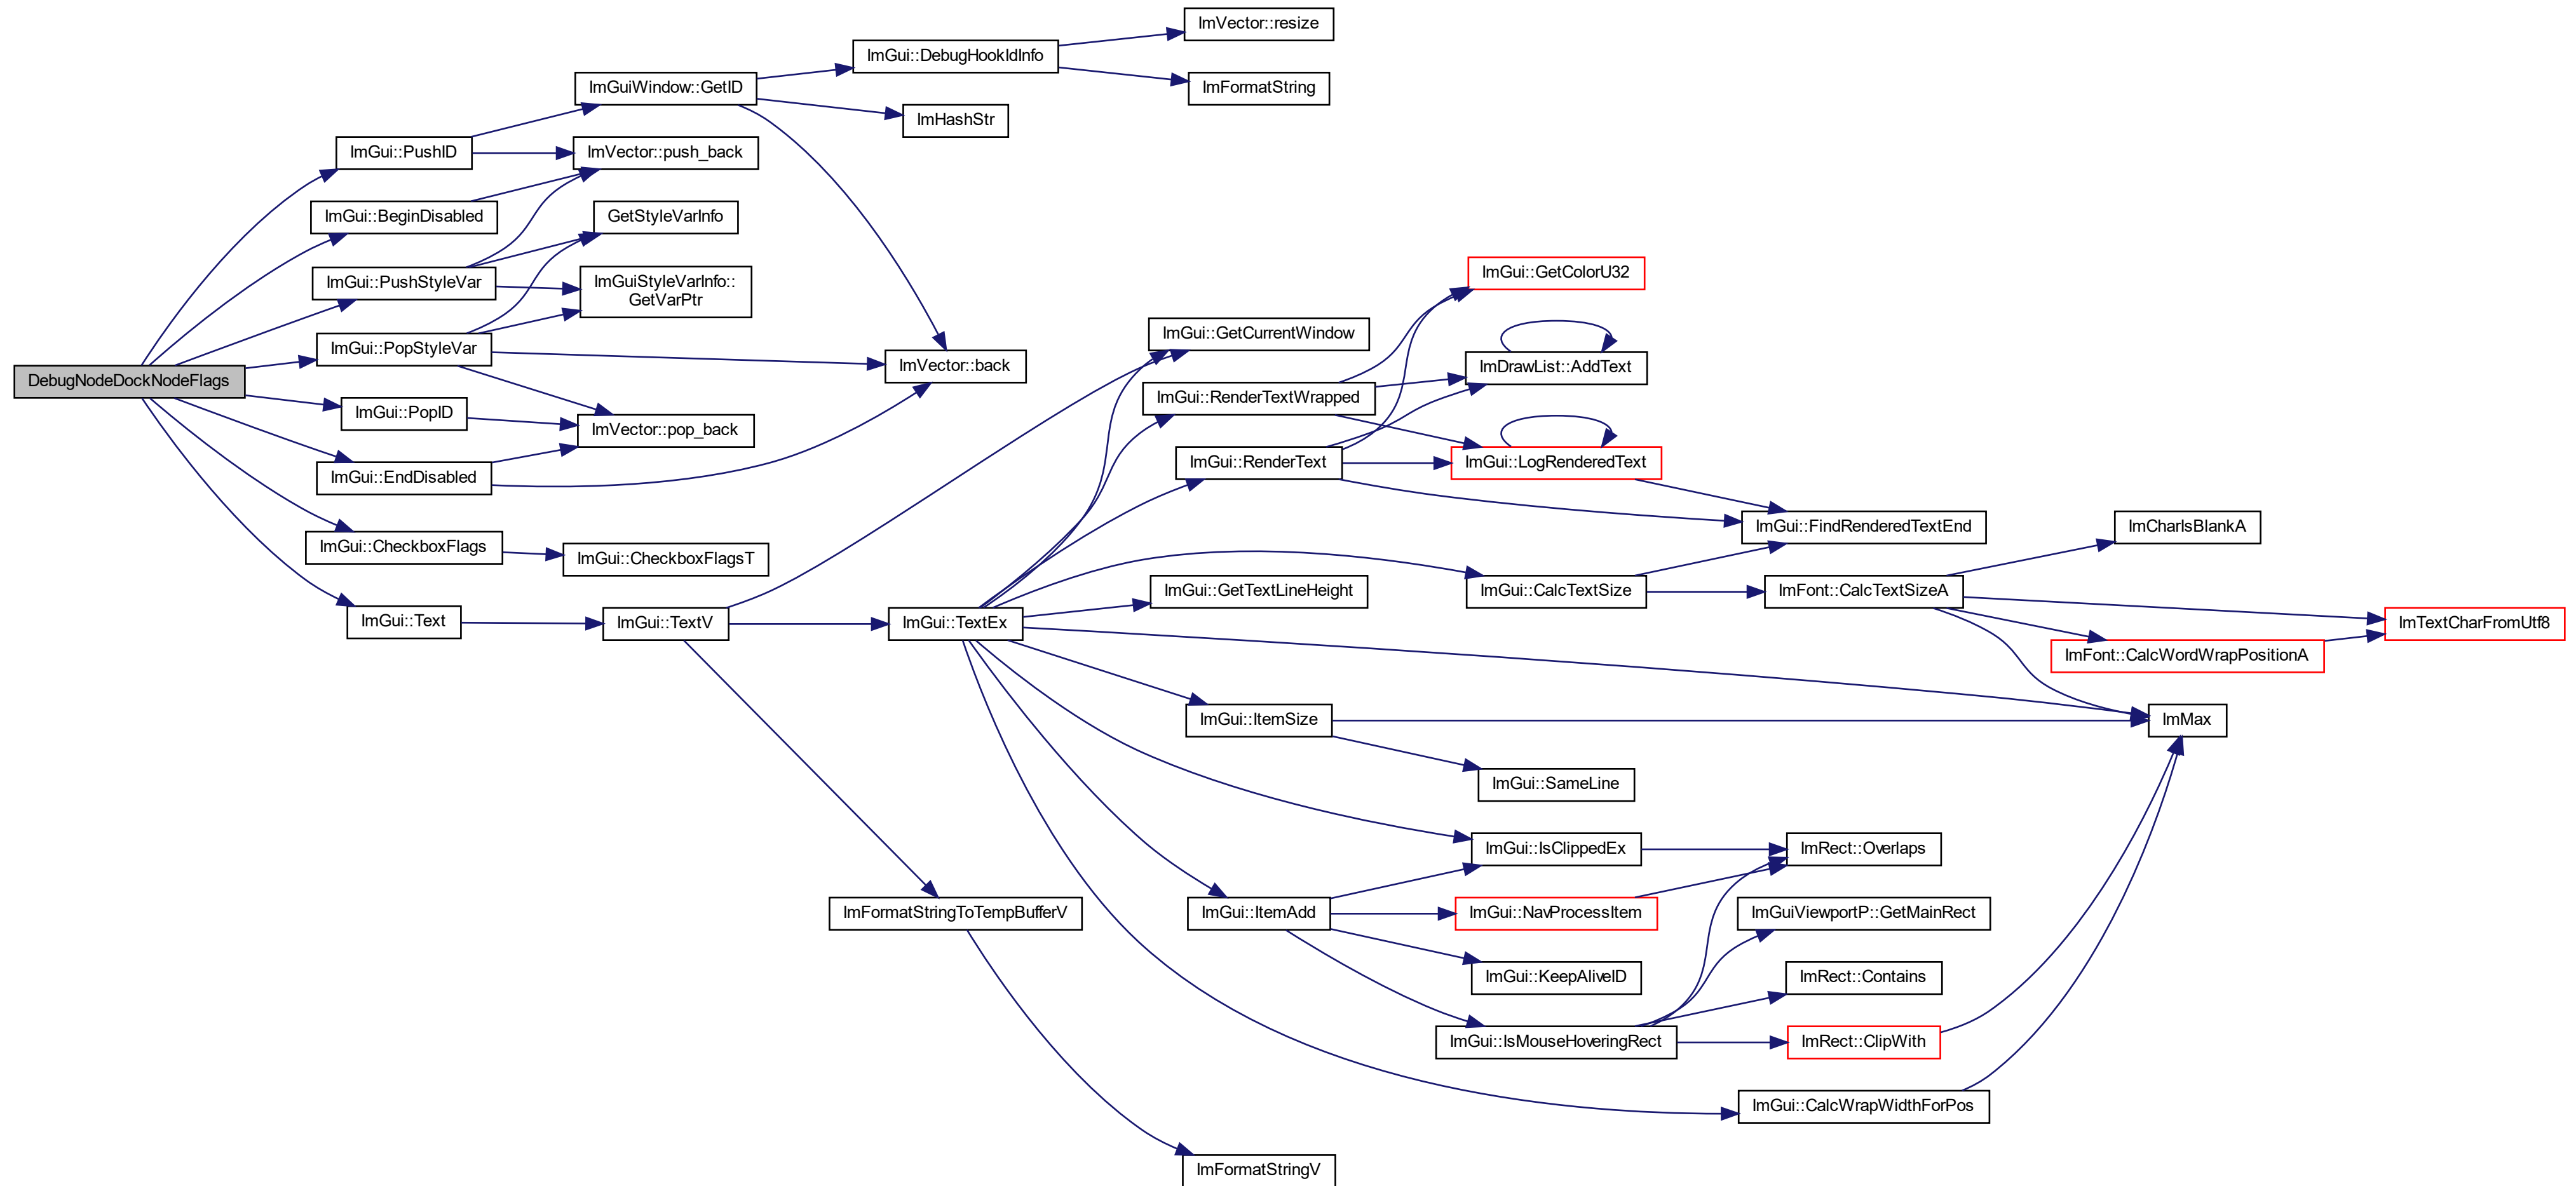 ImVector::resize
ImGui::DebugHookIdInfo
ImGuiWindow::GetID
ImFormatString
ImHashStr
ImGui::PushID
ImVector::push_back
ImGui::BeginDisabled
GetStyleVarInfo
ImGui::PushStyleVar
ImGuiStyleVarInfo::
GetVarPtr
ImGui::GetColorU32
ImGui::GetCurrentWindow
ImGui::PopStyleVar
ImVector::back
ImDrawList::AddText
DebugNodeDockNodeFlags
ImGui::RenderTextWrapped
ImGui::PopID
ImVector::pop_back
ImGui::RenderText
ImGui::LogRenderedText
ImGui::EndDisabled
ImGui::FindRenderedTextEnd
ImCharIsBlankA
ImGui::CheckboxFlags
ImGui::CheckboxFlagsT
ImGui::GetTextLineHeight
ImGui::CalcTextSize
ImFont::CalcTextSizeA
ImGui::Text
ImGui::TextV
ImGui::TextEx
ImTextCharFromUtf8
ImFont::CalcWordWrapPositionA
ImGui::ItemSize
ImMax
ImGui::SameLine
ImGui::IsClippedEx
ImRect::Overlaps
ImFormatStringToTempBufferV
ImGui::ItemAdd
ImGui::NavProcessItem
ImGuiViewportP::GetMainRect
ImGui::KeepAliveID
ImRect::Contains
ImGui::IsMouseHoveringRect
ImRect::ClipWith
ImGui::CalcWrapWidthForPos
ImFormatStringV